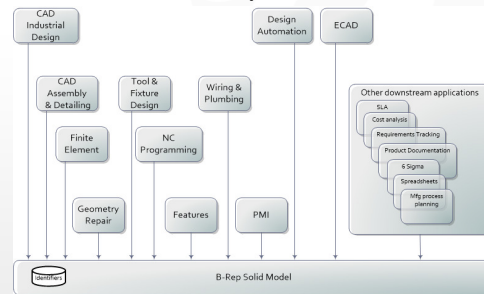 CAD
Industrial
Design
Design
Automation
ECAD
CAD
Assembly
& Detailing
Tool &
Fixture
Design
Wiring &
Plumbing
Other downstream applications
SLA
Cost analysis
Requirements Tracking
Product Documentation
6 Sigma
Spreadsheets
Mfg process
planning
Finite
Element
NC
Programming
Geometry
Repair
Features
PMI
identifiers
B-Rep Solid Model